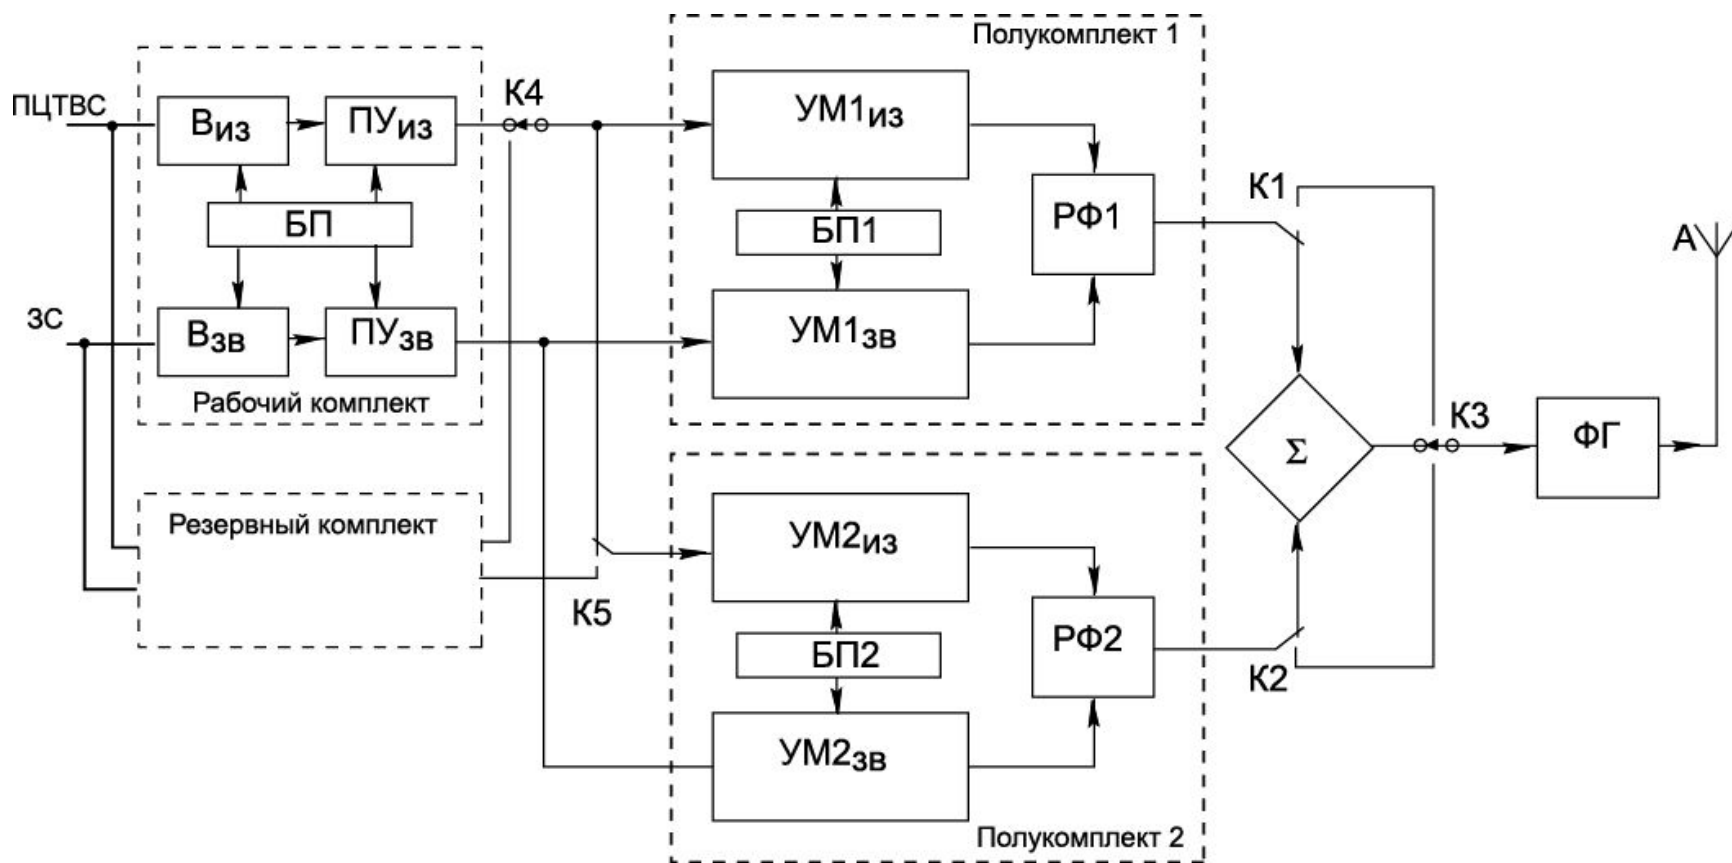 Полукомплект 1
ПЦТВС
Виз
ПУиз
К4
УМ1из
БП
БП1
РФ1
К1
А
ЗС
Взв
ПУзв
УМ1зв
Рабочий комплект
Σ
К3
ФГ
Резервный комплект
УМ2из
К5
БП2
РФ2
К2
УМ2зв
Полукомплект 2